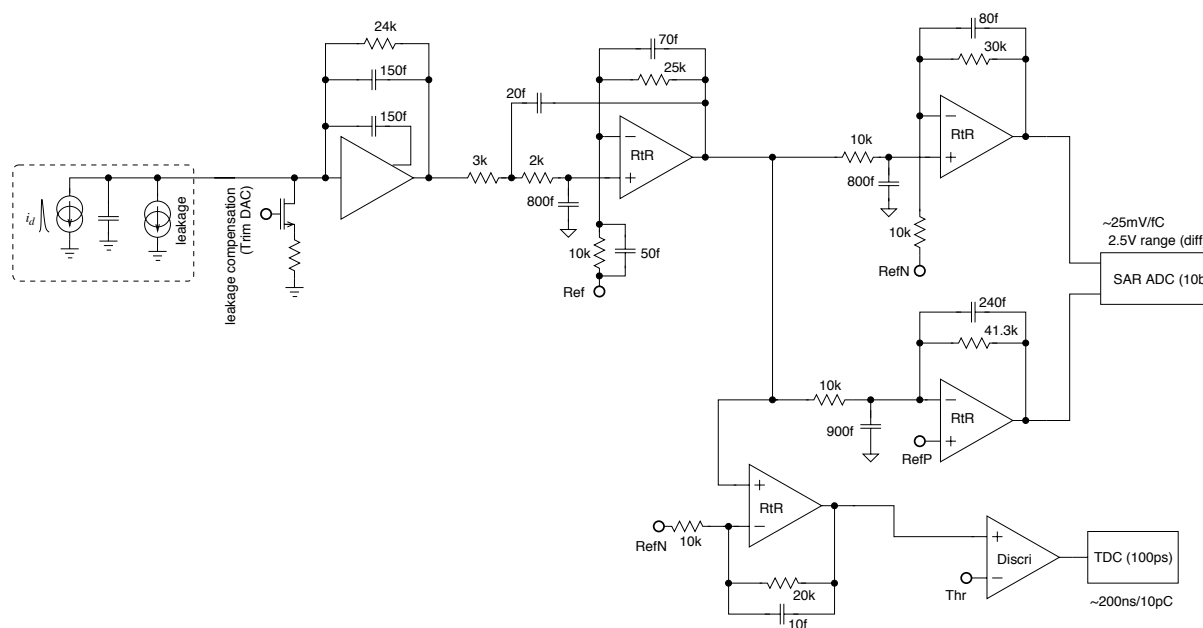 24k
150f
150f
70f
25k
20f
3k
2k
800f
RtR
−
+
10k
50f
Ref
80f
30k
10k
800f
−
+
RtR
10k
RefN
~25mV/fC
2.5V range (diff
SAR ADC (10b
i_d
leakage
leakage compensation
(Trim DAC)
240f
41.3k
10k
900f
−
RtR
+
RefP
+
RtR
−
RefN
10k
20k
10f
+
Discri
−
Thr
TDC (100ps)
~200ns/10pC